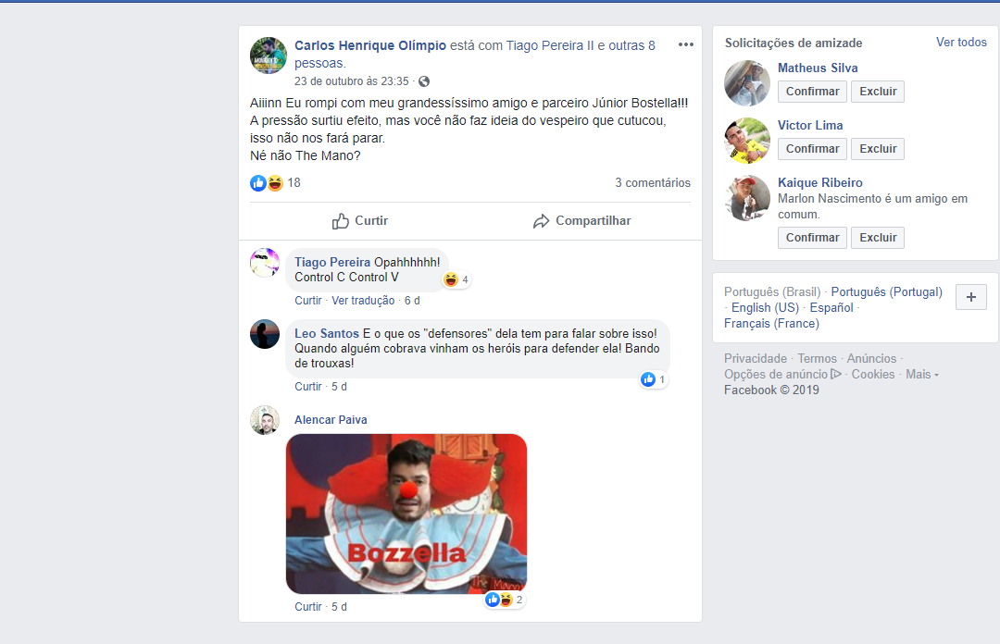 Carlos Henrique Olímpio está com Tiago Pereira II e outras 8
pessoas.
23 de outubro às 23:35 ·
Aiiinn Eu rompi com meu grandessíssimo amigo e parceiro Júnior Bostella!!!
A pressão surtiu efeito, mas você não faz ideia do vespeiro que cutucou,
isso não nos fará parar.
Né não The Mano?
18
3 comentários
Curtir
Compartilhar
Tiago Pereira Opahhhhhh!
Control C Control V
4
Curtir · Ver tradução · 6 d
Leo Santos E o que os "defensores" dela tem para falar sobre isso!
Quando alguém cobrava vinham os heróis para defender ela! Bando
de trouxas!
1
Curtir · 5 d
Alencar Paiva
Bozzella
The Mano
2
Curtir · 5 d
Solicitações de amizade
Ver todos
Matheus Silva
Confirmar
Excluir
Victor Lima
Confirmar
Excluir
Kaique Ribeiro
Marlon Nascimento é um amigo em
comum.
Confirmar
Excluir
Português (Brasil) · Português (Portugal)
· English (US) · Español ·
Français (France)
+
Privacidade · Termos · Anúncios ·
Opções de anúncio · Cookies · Mais
Facebook © 2019